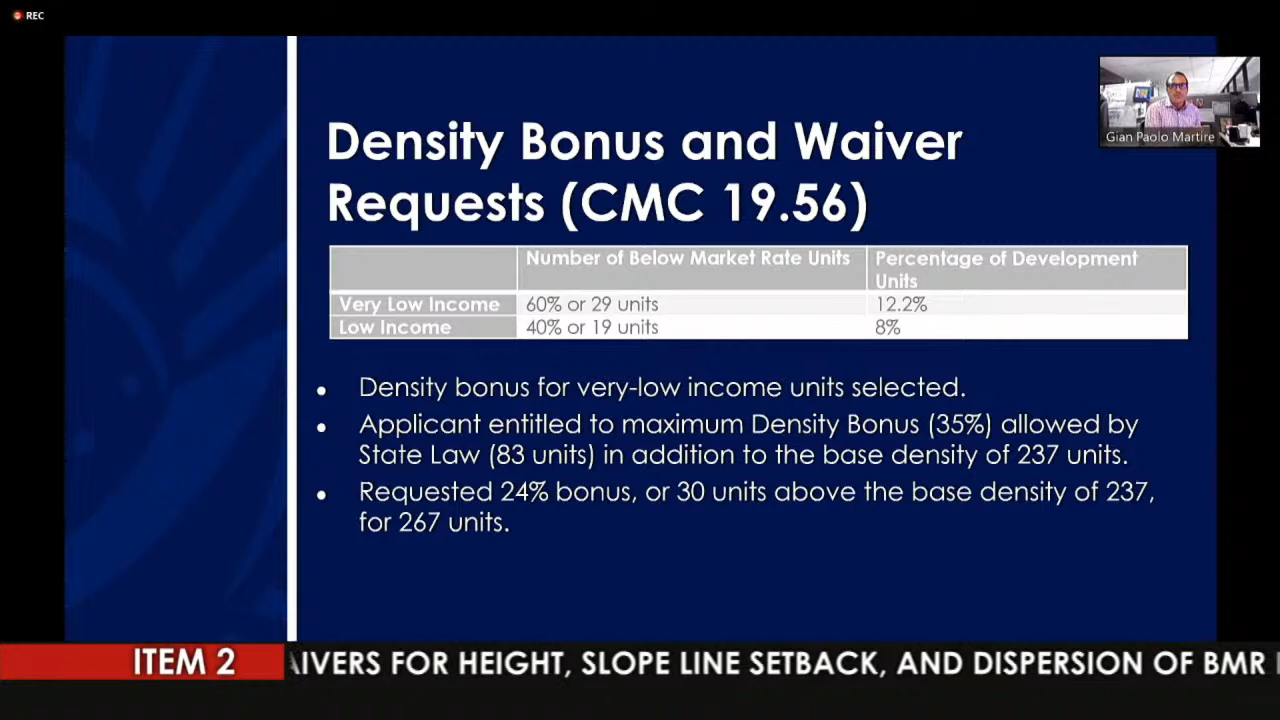 REC
Gian Paolo Martire
Density Bonus and Waiver
Requests (CMC 19.56)
Number of Below Market Rate Units Percentage of Development
Units
Very Low Income 60% or 29 units 12.2%
Low Income 40% or 19 units 8%
• Density bonus for very-low income units selected.
• Applicant entitled to maximum Density Bonus (35%) allowed by
State Law (83 units) in addition to the base density of 237 units.
• Requested 24% bonus, or 30 units above the base density of 237,
for 267 units.
ITEM 2 AIVERS FOR HEIGHT, SLOPE LINE SETBACK, AND DISPERSION OF BMR